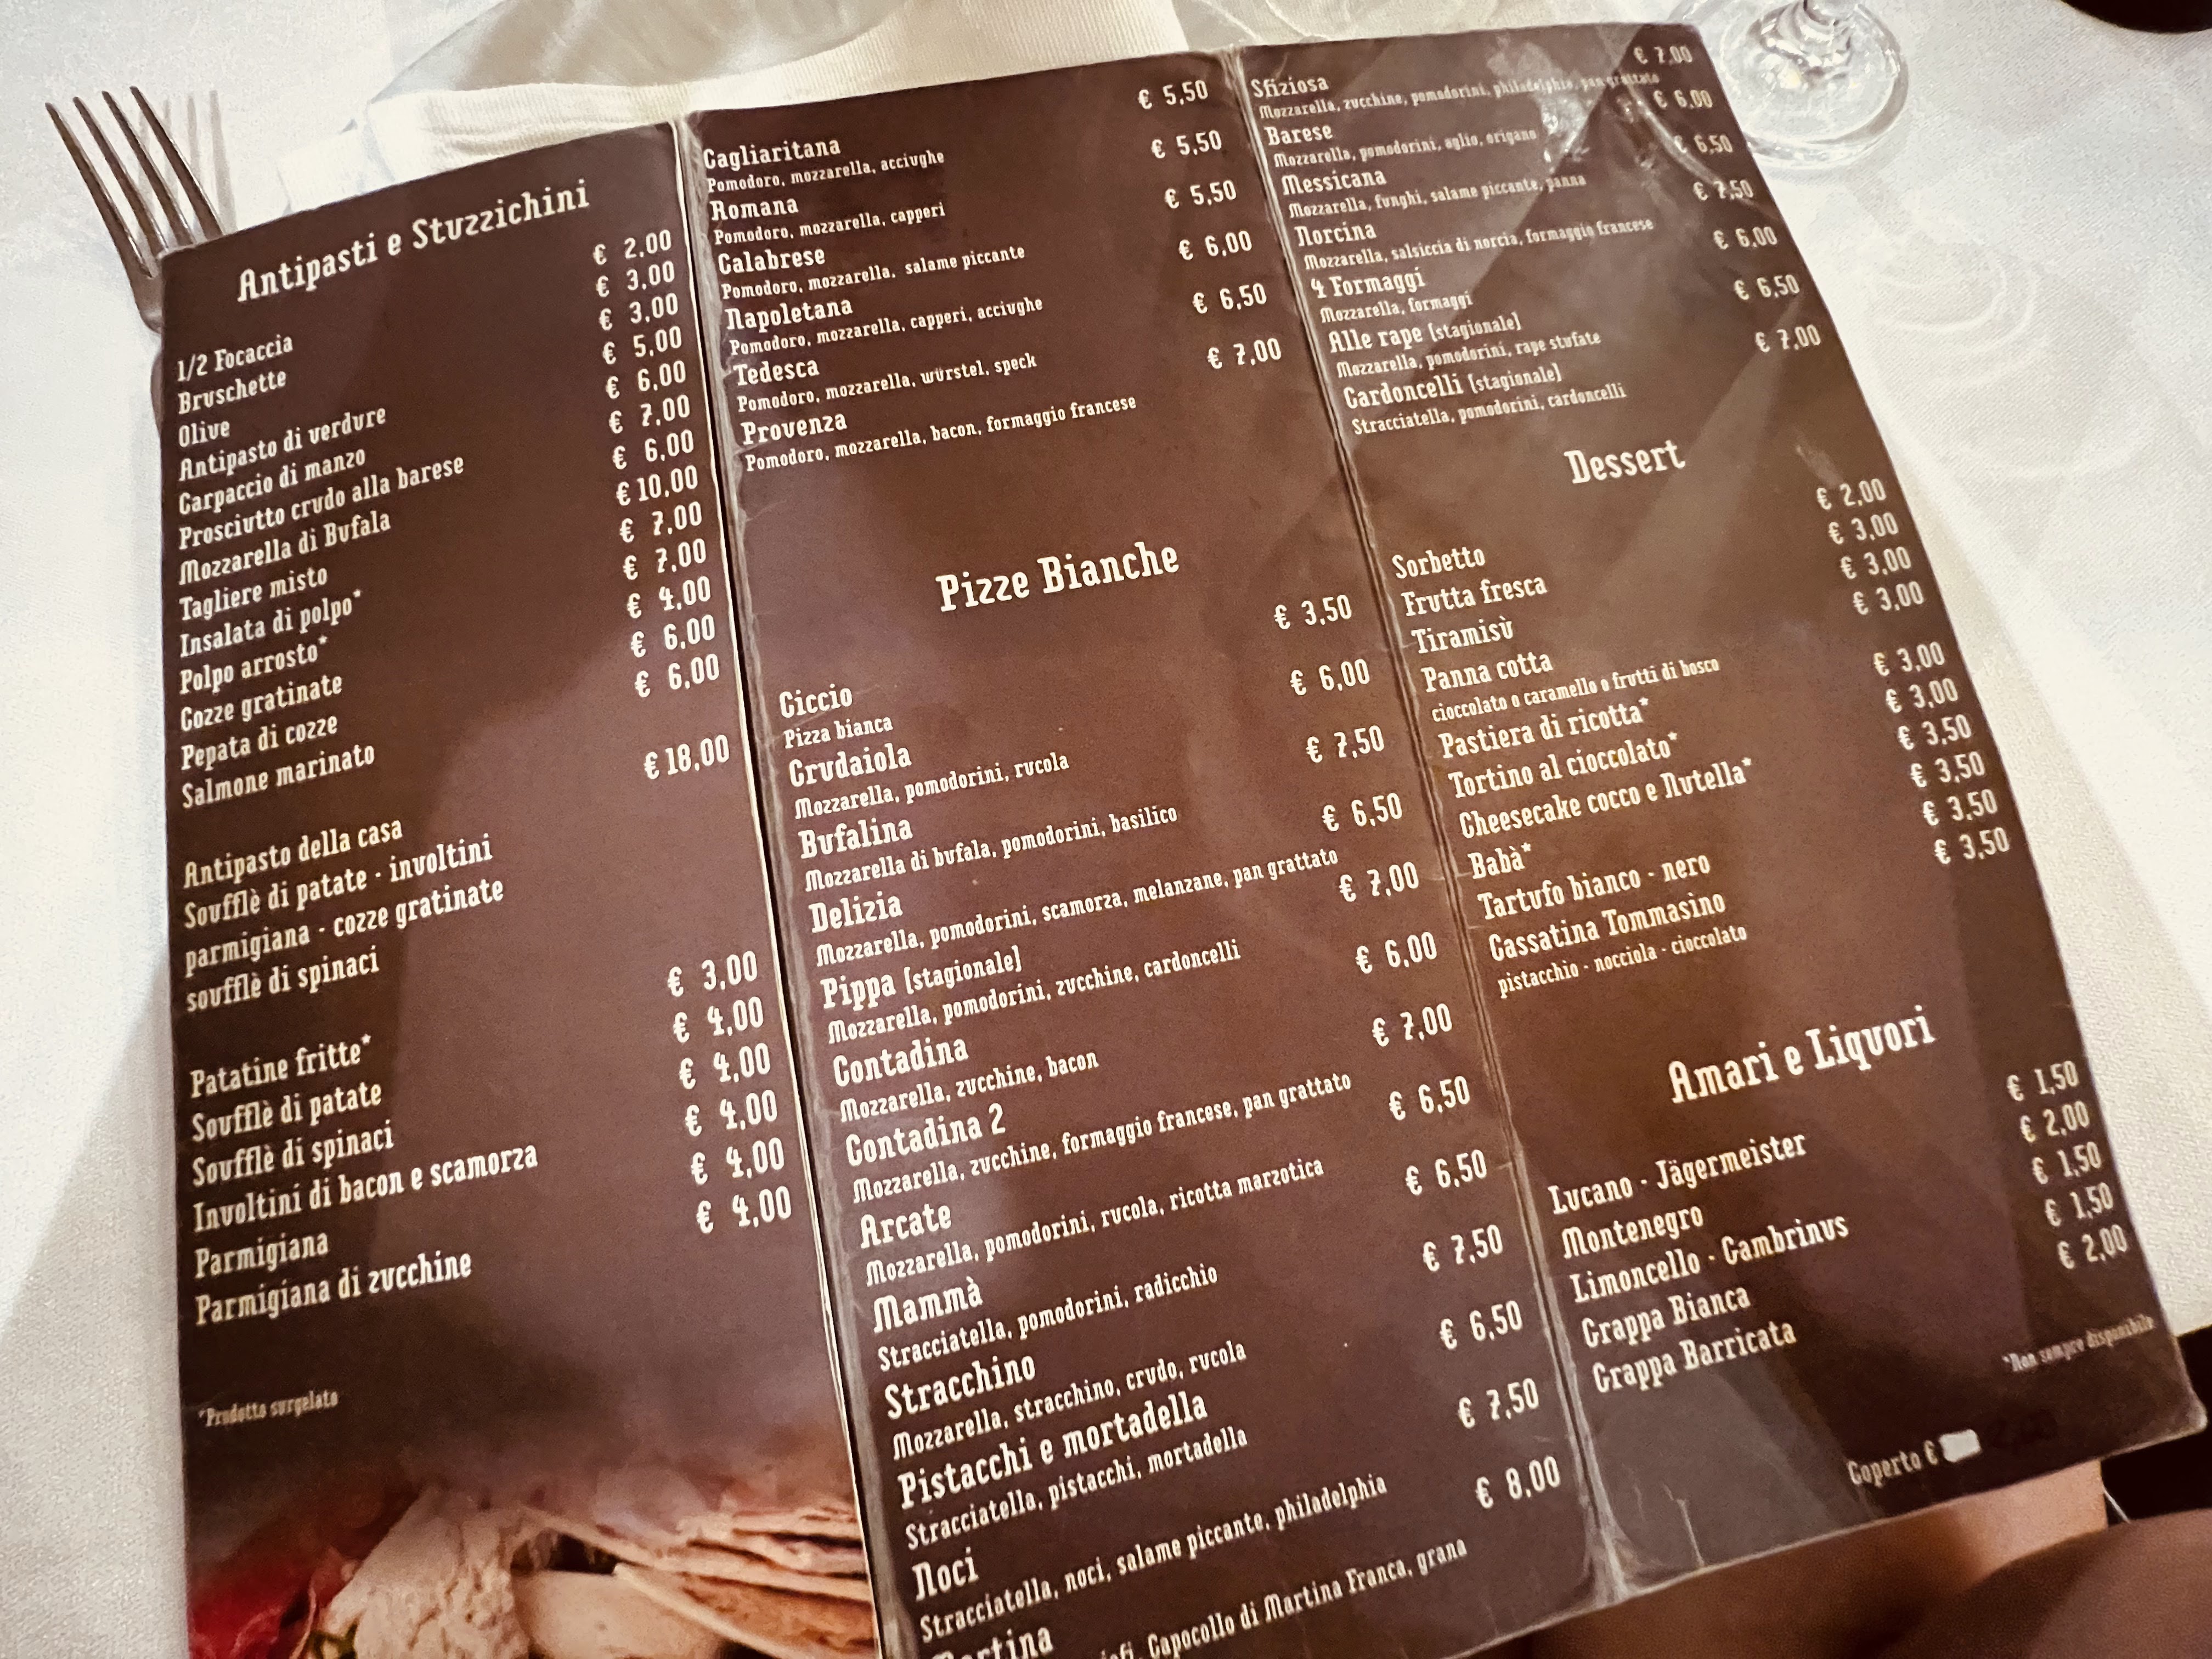 Antipasti e Stuzzichini
1/2 Focaccia € 2,00
Bruschette € 3,00
Olive € 3,00
Antipasto di verdure € 5,00
Carpaccio di manzo € 6,00
Prosciutto crudo alla barese € 7,00
Mozzarella di Bufala € 6,00
Tagliere misto € 10,00
Insalata di polpo* € 7,00
Polpo arrosto* € 7,00
Cozze gratinate € 4,00
Pepata di cozze € 6,00
Salmone marinato € 6,00
Antipasto della casa € 18,00
Sovfflè di patate - involtini
parmigiana - cozze gratinate
sovfflè di spinaci
Patatine fritte* € 3,00
Sovfflè di patate € 4,00
Sovfflè di spinaci € 4,00
Involtini di bacon e scamorza € 4,00
Parmigiana € 4,00
Parmigiana di zucchine € 4,00
*Prodotto surgelato
Cagliaritana € 5,50
Pomodoro, mozzarella, acciughe
Romana € 5,50
Pomodoro, mozzarella, capperi
Calabrese € 5,50
Pomodoro, mozzarella, salame piccante
Napoletana € 6,00
Pomodoro, mozzarella, capperi, acciughe
Tedesca € 6,50
Pomodoro, mozzarella, würstel, speck
Provenza € 7,00
Pomodoro, mozzarella, bacon, formaggio francese
Pizze Bianche
Ciccio € 3,50
Pizza bianca
Crudaiola € 6,00
Mozzarella, pomodorini, rucola
Bufalina € 7,50
Mozzarella di bufala, pomodorini, basilico
Delizia € 6,50
Mozzarella, pomodorini, scamorza, melanzane, pan grattato
Pippa (stagionale) € 7,00
Mozzarella, pomodorini, zucchine, cardoncelli
Contadina € 6,00
Mozzarella, zucchine, bacon
Contadina 2 € 7,00
Mozzarella, zucchine, formaggio francese, pan grattato
Arcate € 6,50
Mozzarella, pomodorini, rucola, ricotta marzotica
Mammà € 6,50
Stracciatella, pomodorini, radicchio
Stracchino € 7,50
Mozzarella, stracchino, crudo, rucola
Pistacchi e mortadella € 6,50
Stracciatella, pistacchi, mortadella
Noci € 7,50
Stracciatella, noci, salame piccante, philadelphia
€ 8,00
Capocollo di Martina Franca, grana
Sfiziosa € 7,00
Mozzarella, zucchine, pomodorini, philadelphia, pan grattato
Barese € 6,00
Mozzarella, pomodorini, aglio, origano
Messicana € 6,50
Mozzarella, funghi, salame piccante, panna
Norcina € 7,50
Mozzarella, salsiccia di norcia, formaggio francese
4 Formaggi € 6,00
Mozzarella, formaggi
Alle rape (stagionale) € 6,50
Mozzarella, pomodorini, rape stufate
Cardoncelli (stagionale) € 7,00
Stracciatella, pomodorini, cardoncelli
Dessert
Sorbetto € 2,00
Frutta fresca € 3,00
Tiramisù € 3,00
Panna cotta € 3,00
cioccolato o caramello o frutti di bosco
Pastiera di ricotta* € 3,00
Tortino al cioccolato* € 3,00
Cheesecake cocco e Nutella* € 3,50
Babà* € 3,50
Tartufo bianco - nero € 3,50
Cassatina Tommasino € 3,50
pistacchio - nocciola - cioccolato
Amari e Liquori
Lucano - Jägermeister € 1,50
Montenegro € 2,00
Limoncello - Gambrinus € 1,50
Grappa Bianca € 1,50
Grappa Barricata € 2,00
*Non sempre disponibile
Coperto €